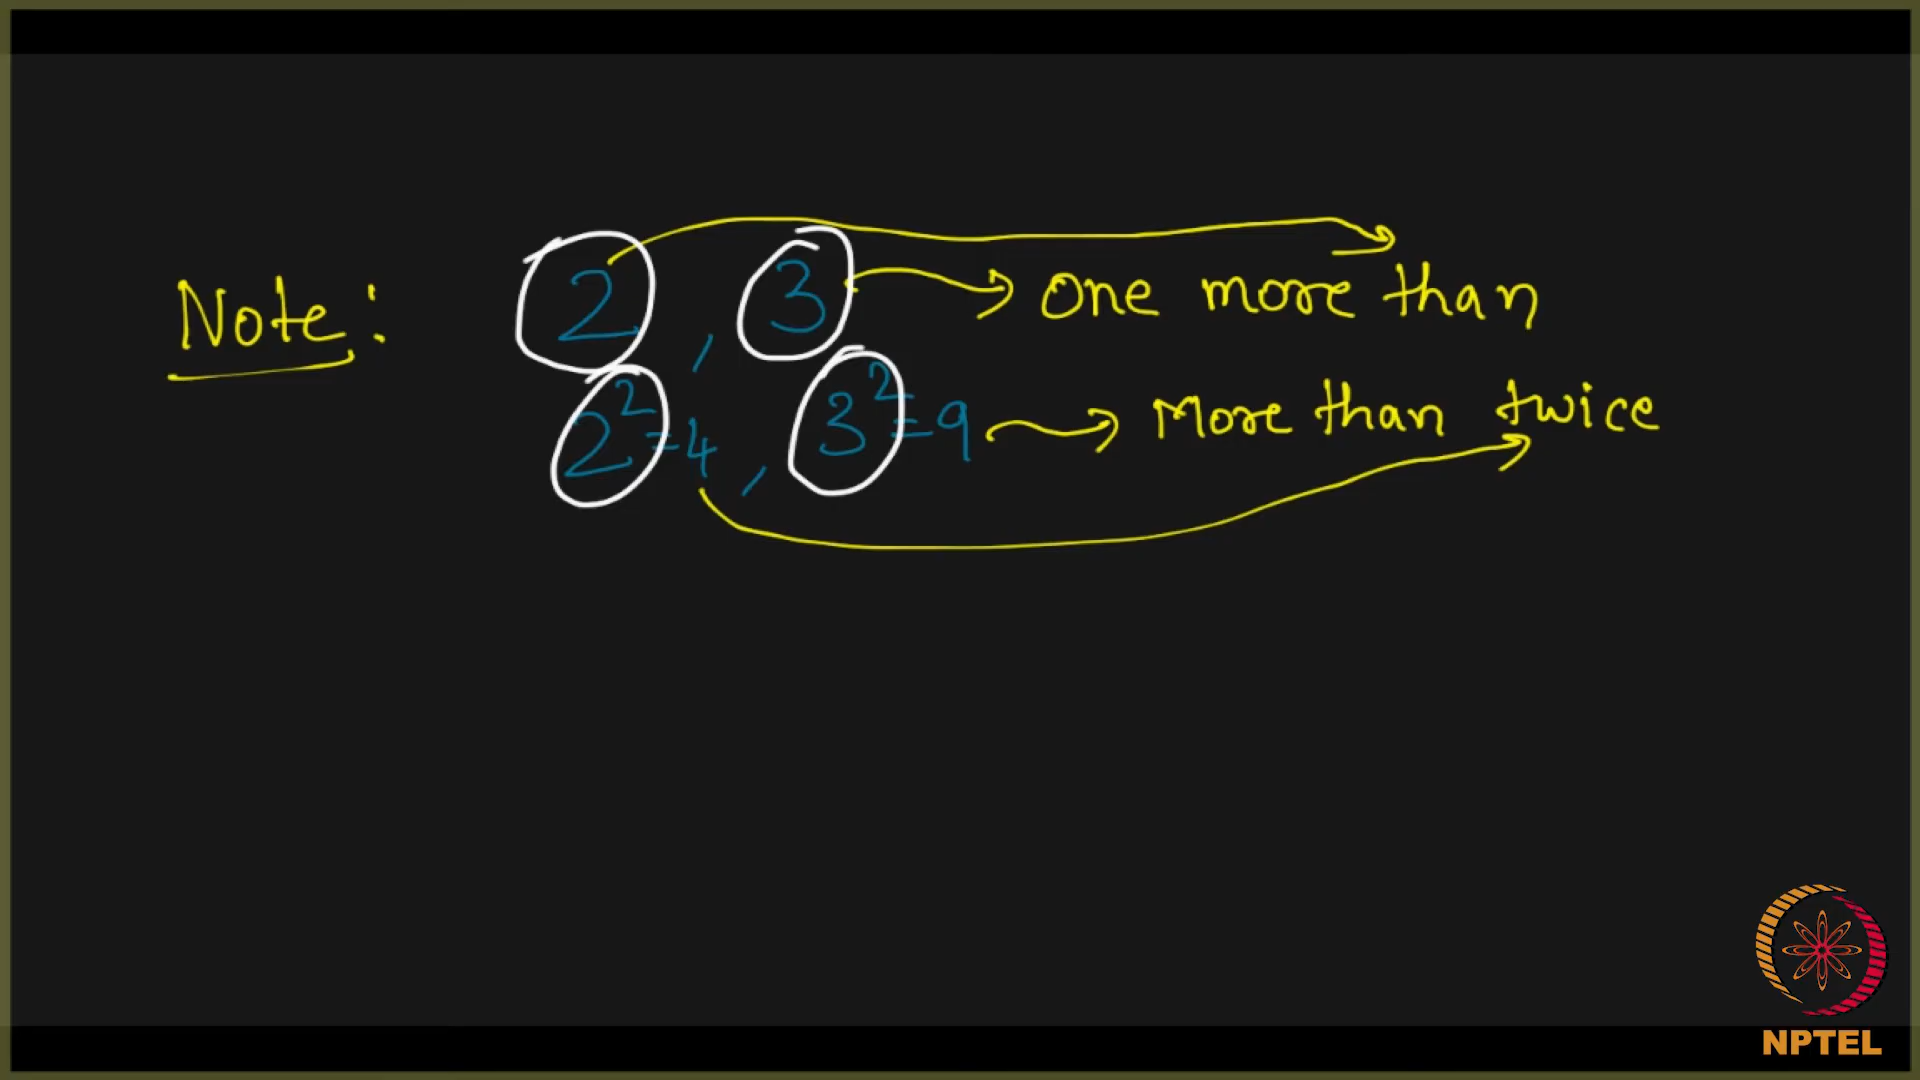 Note: 2, 3 → One more than
2²=4, 3²=9 → More than twice
NPTEL